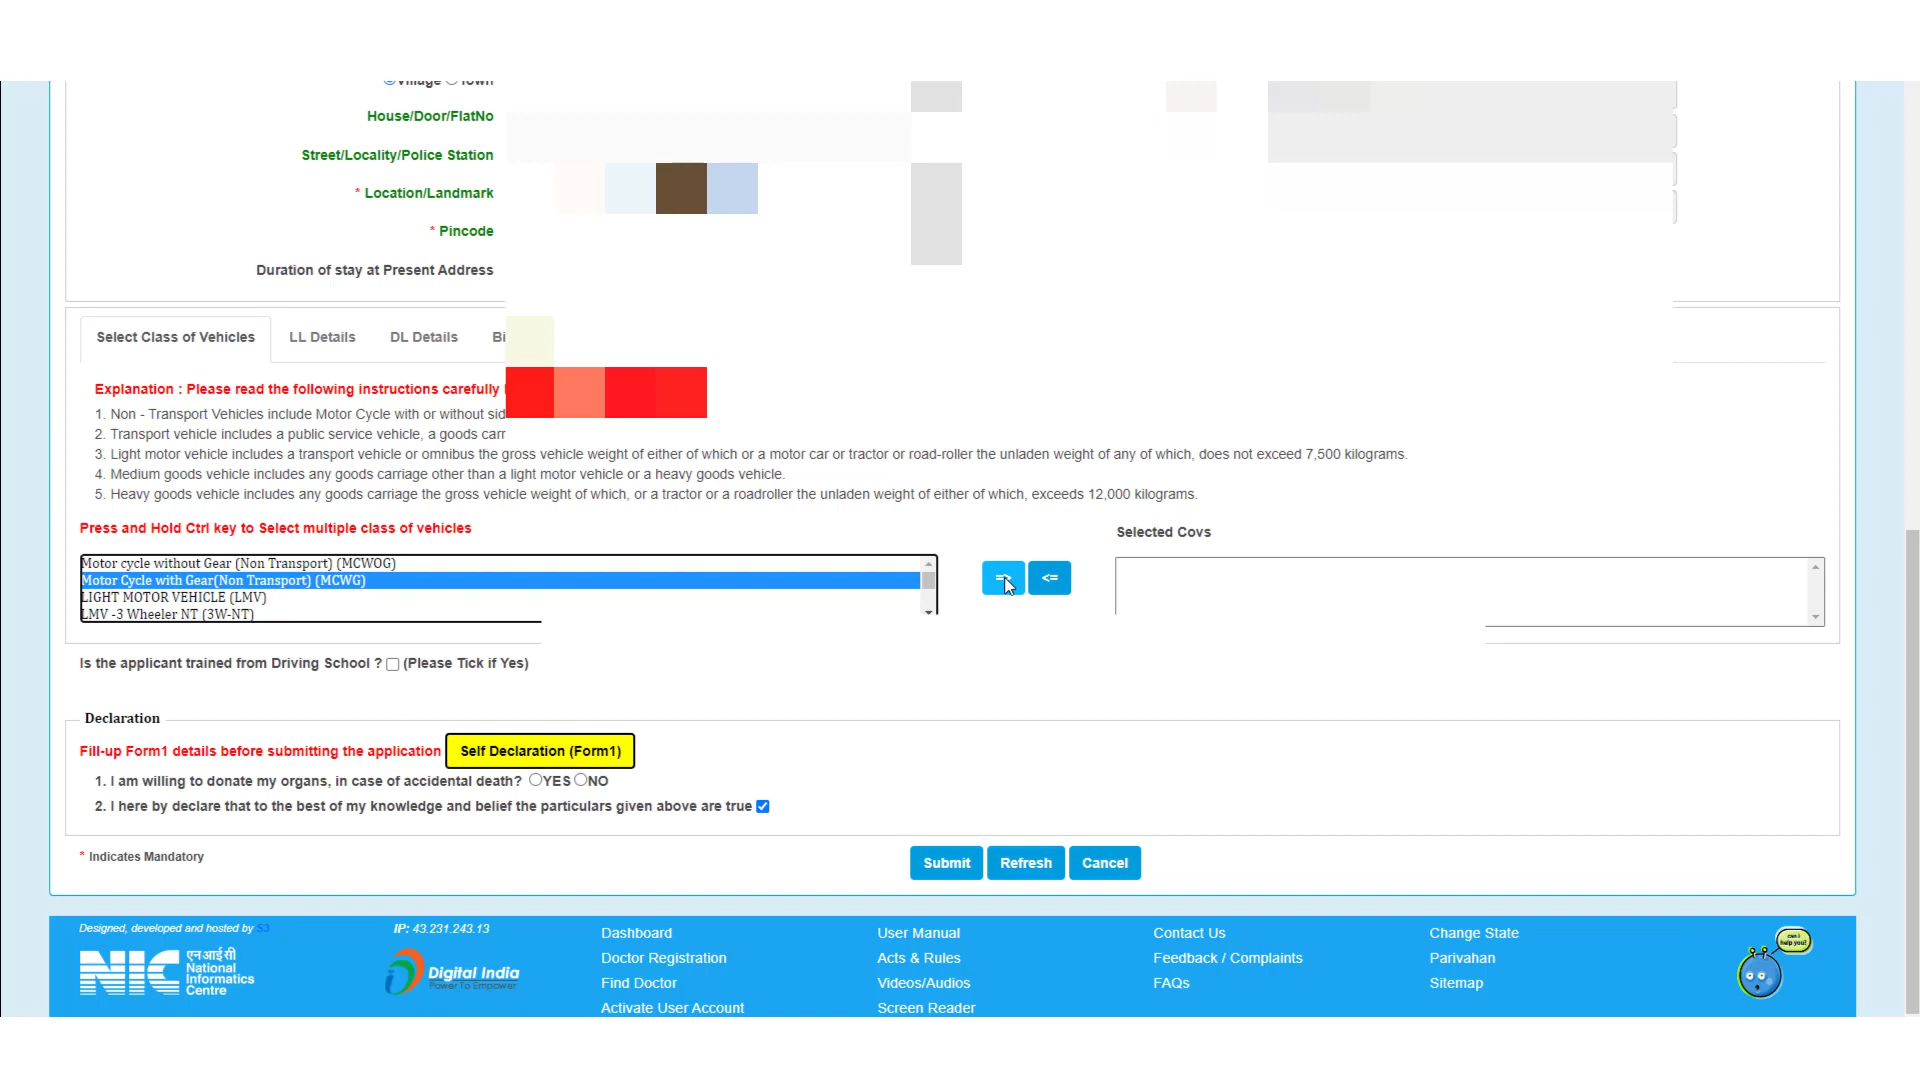 Village Town
House/Door/FlatNo
Street/Locality/Police Station
* Location/Landmark
* Pincode
Duration of stay at Present Address
Select Class of Vehicles LL Details DL Details
Explanation : Please read the following instructions carefully
1. Non - Transport Vehicles include Motor Cycle with or without
2. Transport vehicle includes a public service vehicle, a goods
3. Light motor vehicle includes a transport vehicle or omnibus the gross vehicle weight of either of which or a motor car or tractor or road-roller the unladen weight of any of which, does not exceed 7,500 kilograms.
4. Medium goods vehicle includes any goods carriage other than a light motor vehicle or a heavy goods vehicle.
5. Heavy goods vehicle includes any goods carriage the gross vehicle weight of which, or a tractor or a roadroller the unladen weight of either of which, exceeds 12,000 kilograms.
Press and Hold Ctrl key to Select multiple class of vehicles
Selected Covs
Motor cycle without Gear (Non Transport) (MCWOG)
Motor Cycle with Gear(Non Transport) (MCWG)
LIGHT MOTOR VEHICLE (LMV)
LMV -3 Wheeler NT (3W-NT)
<=
Is the applicant trained from Driving School ? (Please Tick if Yes)
Declaration
Fill-up Form1 details before submitting the application Self Declaration (Form1)
1. I am willing to donate my organs, in case of accidental death? YES NO
2. I here by declare that to the best of my knowledge and belief the particulars given above are true
* Indicates Mandatory
Submit Refresh Cancel
Designed, developed and hosted by S3
NIC एन आई सी
National
Informatics
Centre
IP: 43.231.243.13
Digital India
Power To Empower
Dashboard
Doctor Registration
Find Doctor
Activate User Account
User Manual
Acts & Rules
Videos/Audios
Screen Reader
Contact Us
Feedback / Complaints
FAQs
Change State
Parivahan
Sitemap
can i
help you?